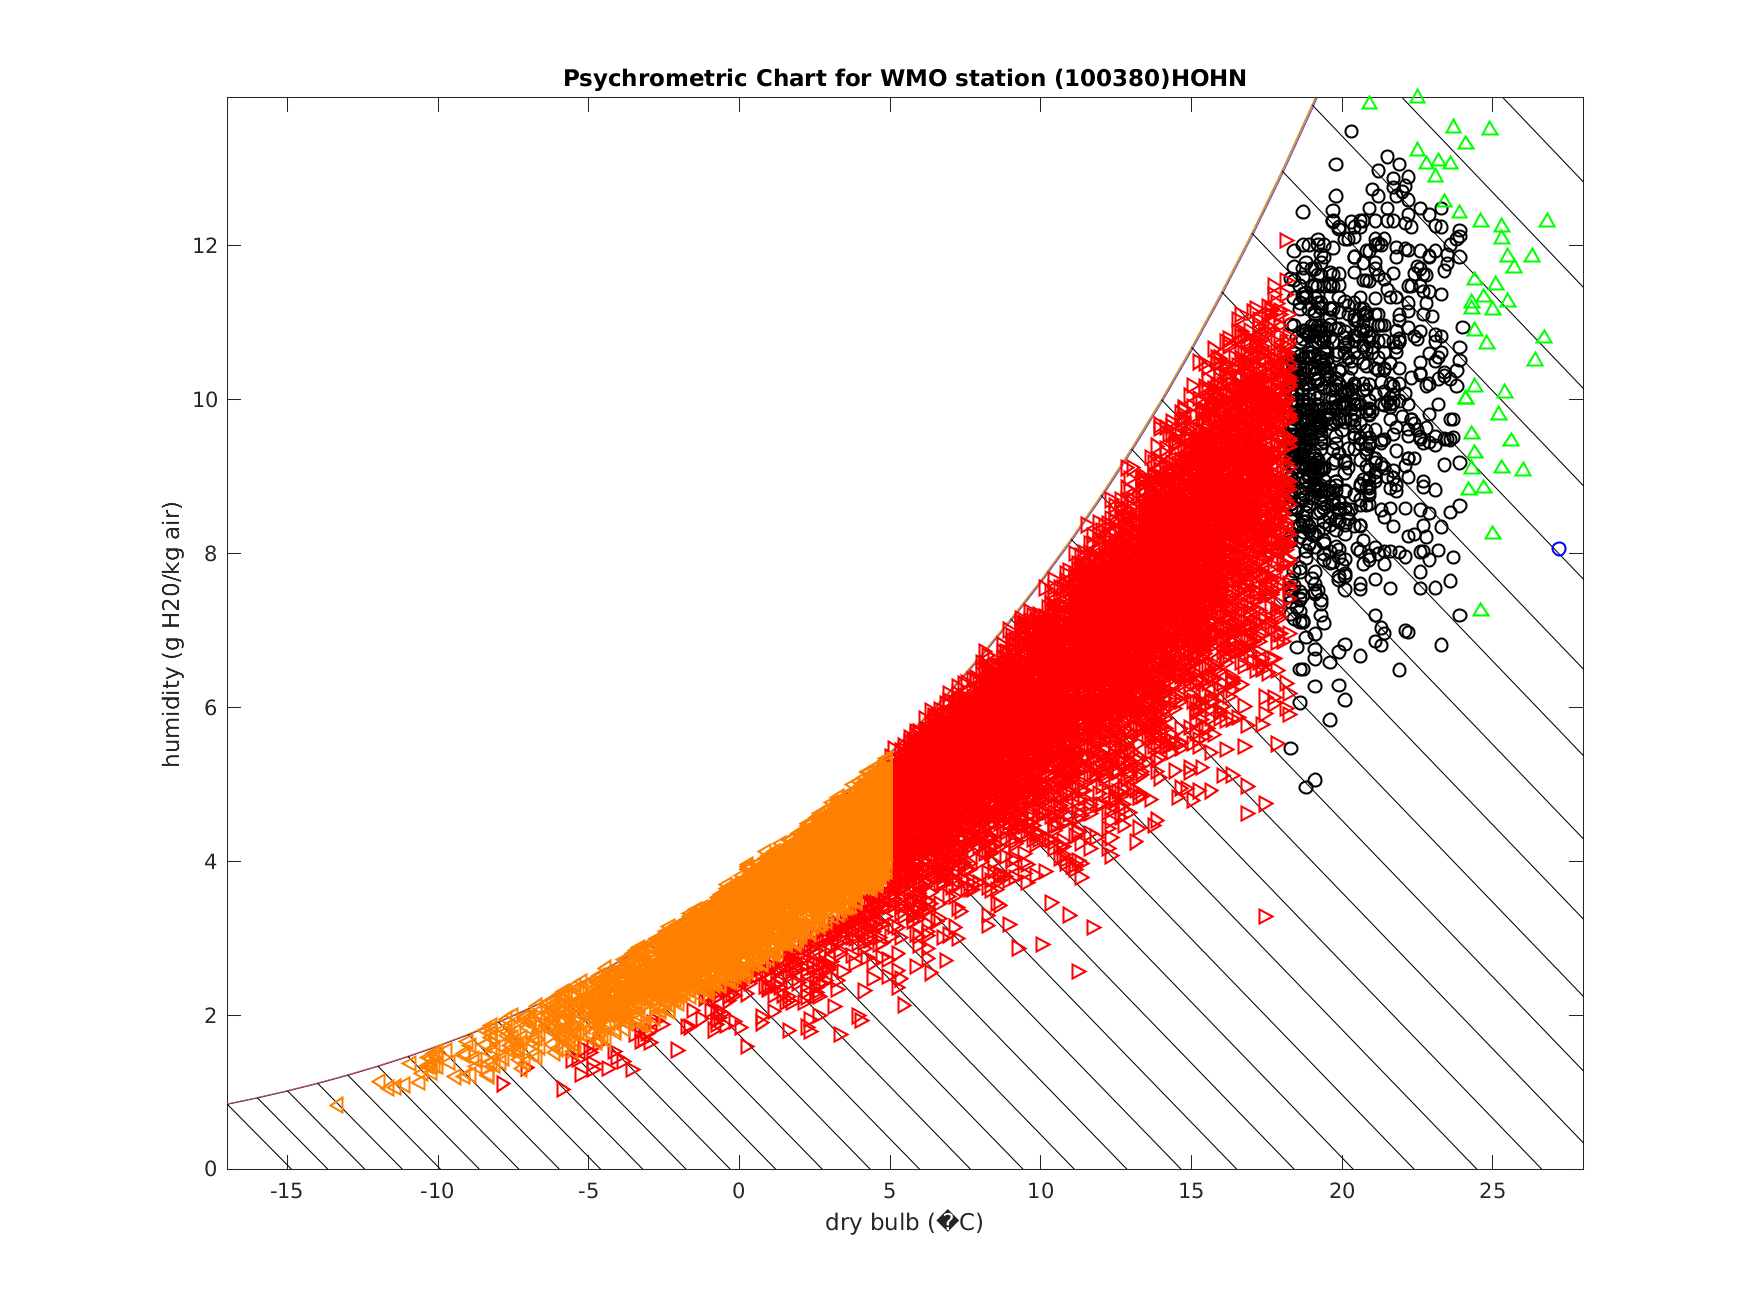 Psychrometric Chart for WMO station (100380)HOHN
humidity (g H20/kg air)
12
10
8
6
4
2
0
-15 -10 -5 0 5 10 15 20 25
dry bulb (�C)